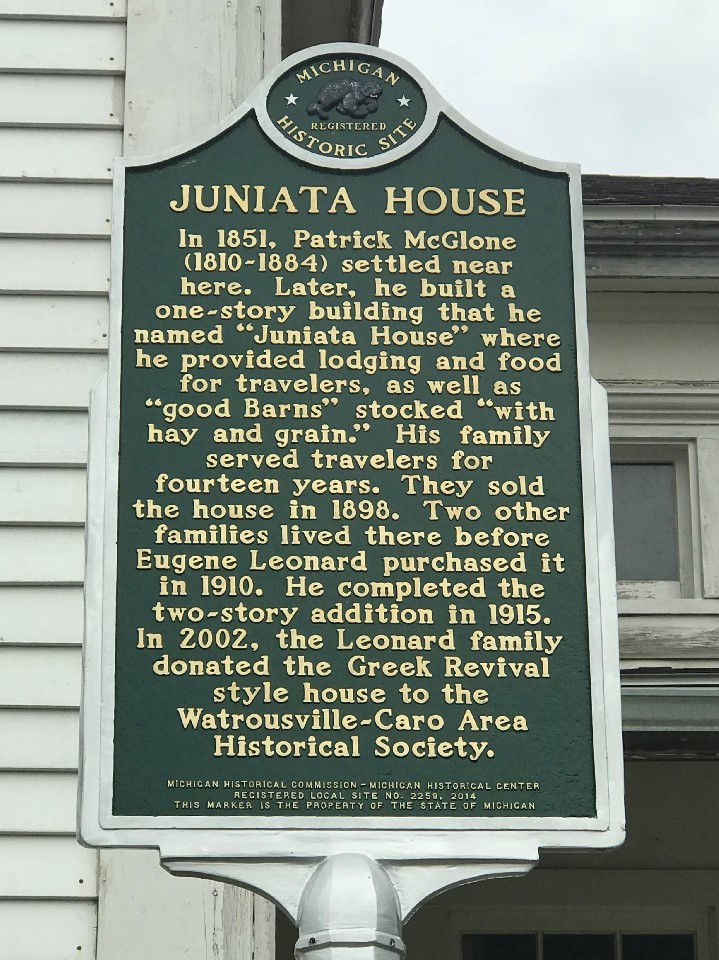 MICHIGAN
REGISTERED
HISTORIC SITE
JUNIATA HOUSE
In 1851, Patrick McGlone
(1810-1884) settled near
here. Later, he built a
one-story building that he
named “Juniata House” where
he provided lodging and food
for travelers, as well as
“good Barns” stocked “with
hay and grain.” His family
served travelers for
fourteen years. They sold
the house in 1898. Two other
families lived there before
Eugene Leonard purchased it
in 1910. He completed the
two-story addition in 1915.
In 2002, the Leonard family
donated the Greek Revival
style house to the
Watrousville-Caro Area
Historical Society.
MICHIGAN HISTORICAL COMMISSION - MICHIGAN HISTORICAL CENTER
REGISTERED LOCAL SITE NO. 2259, 2014
THIS MARKER IS THE PROPERTY OF THE STATE OF MICHIGAN